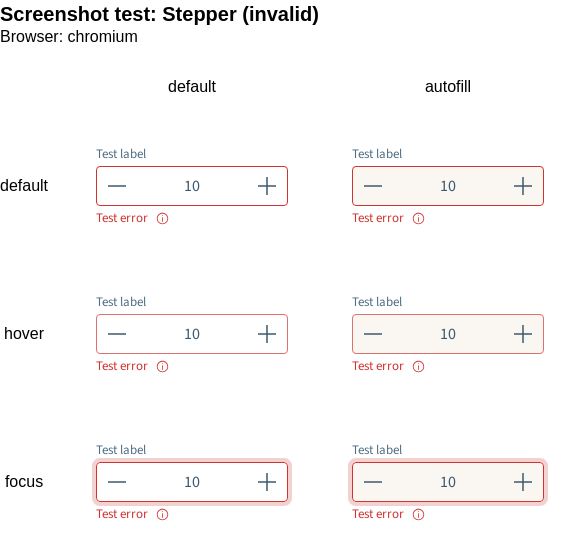 Screenshot test: Stepper (invalid)
Browser: chromium
default autofill
Test label Test label
default 10 10
Test error Test error
Test label Test label
hover 10 10
Test error Test error
Test label Test label
focus 10 10
Test error Test error